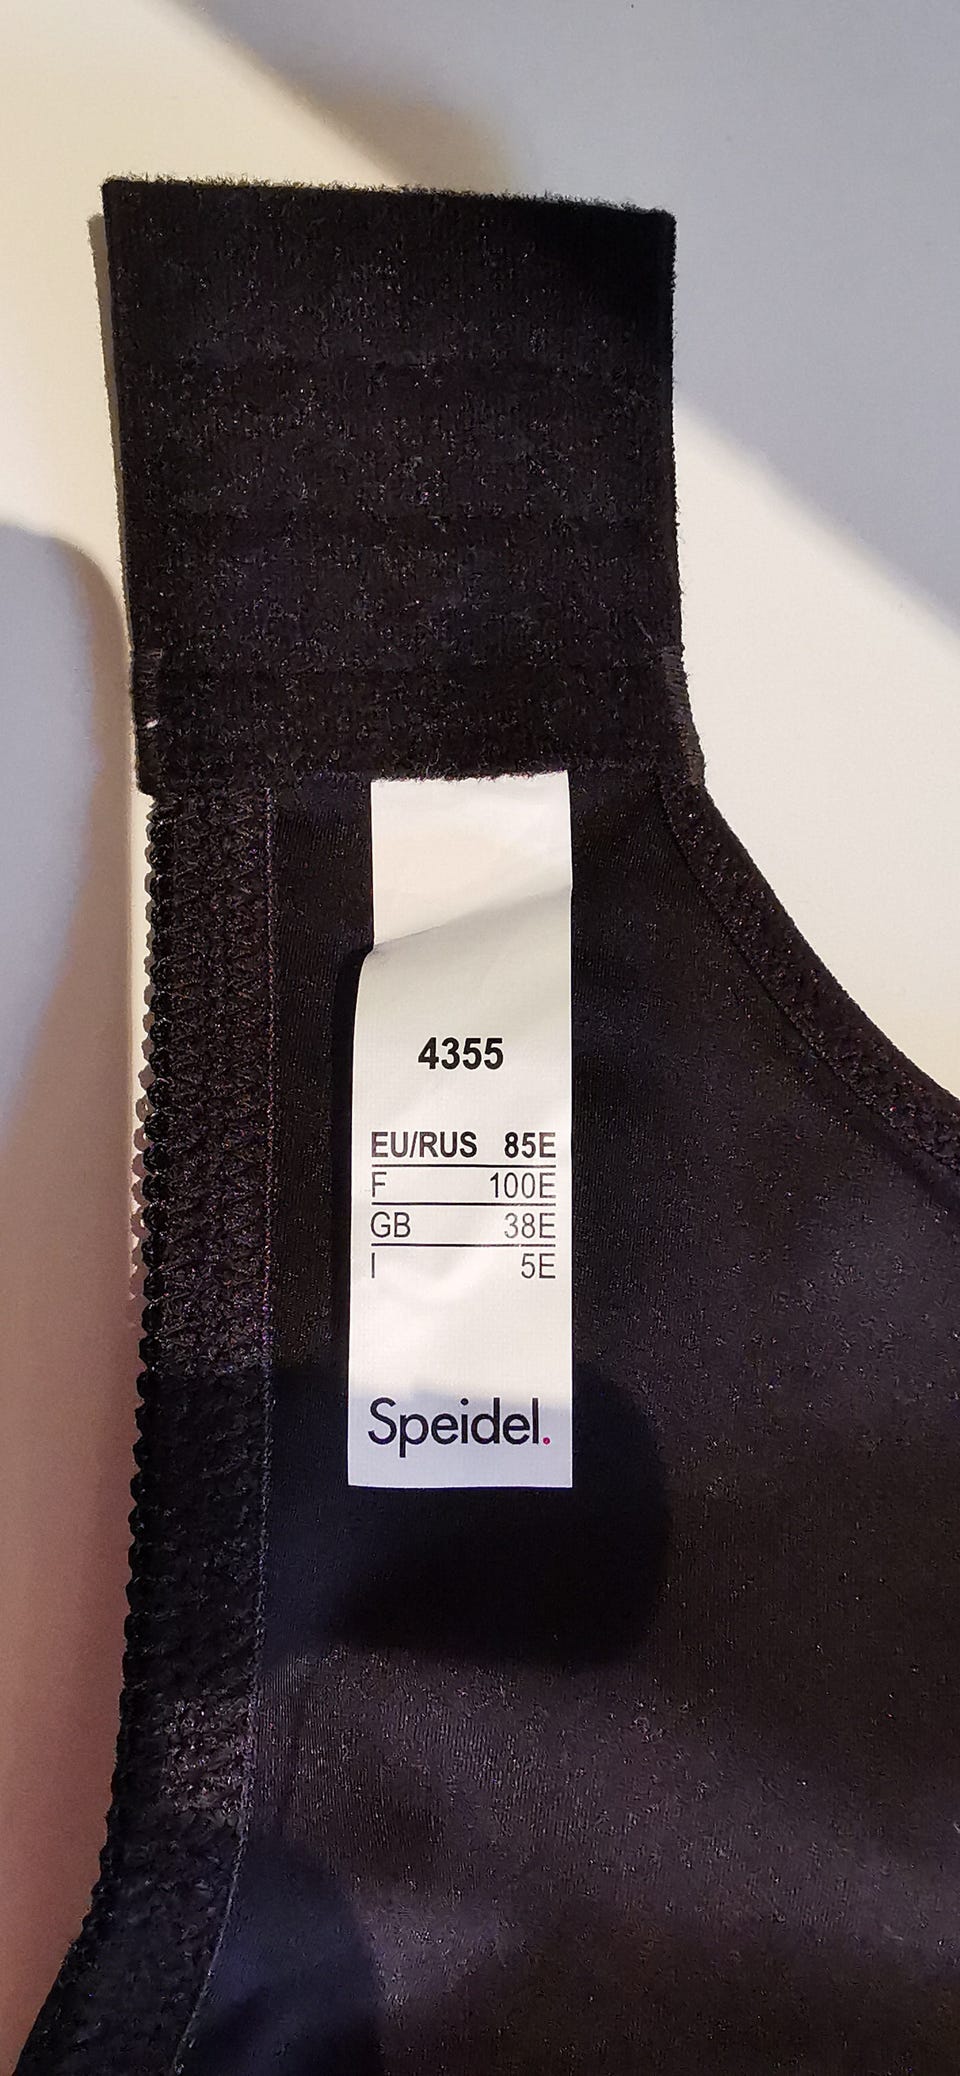 4355
EU/RUS 85E
F 100E
GB 38E
I 5E
Speidel.